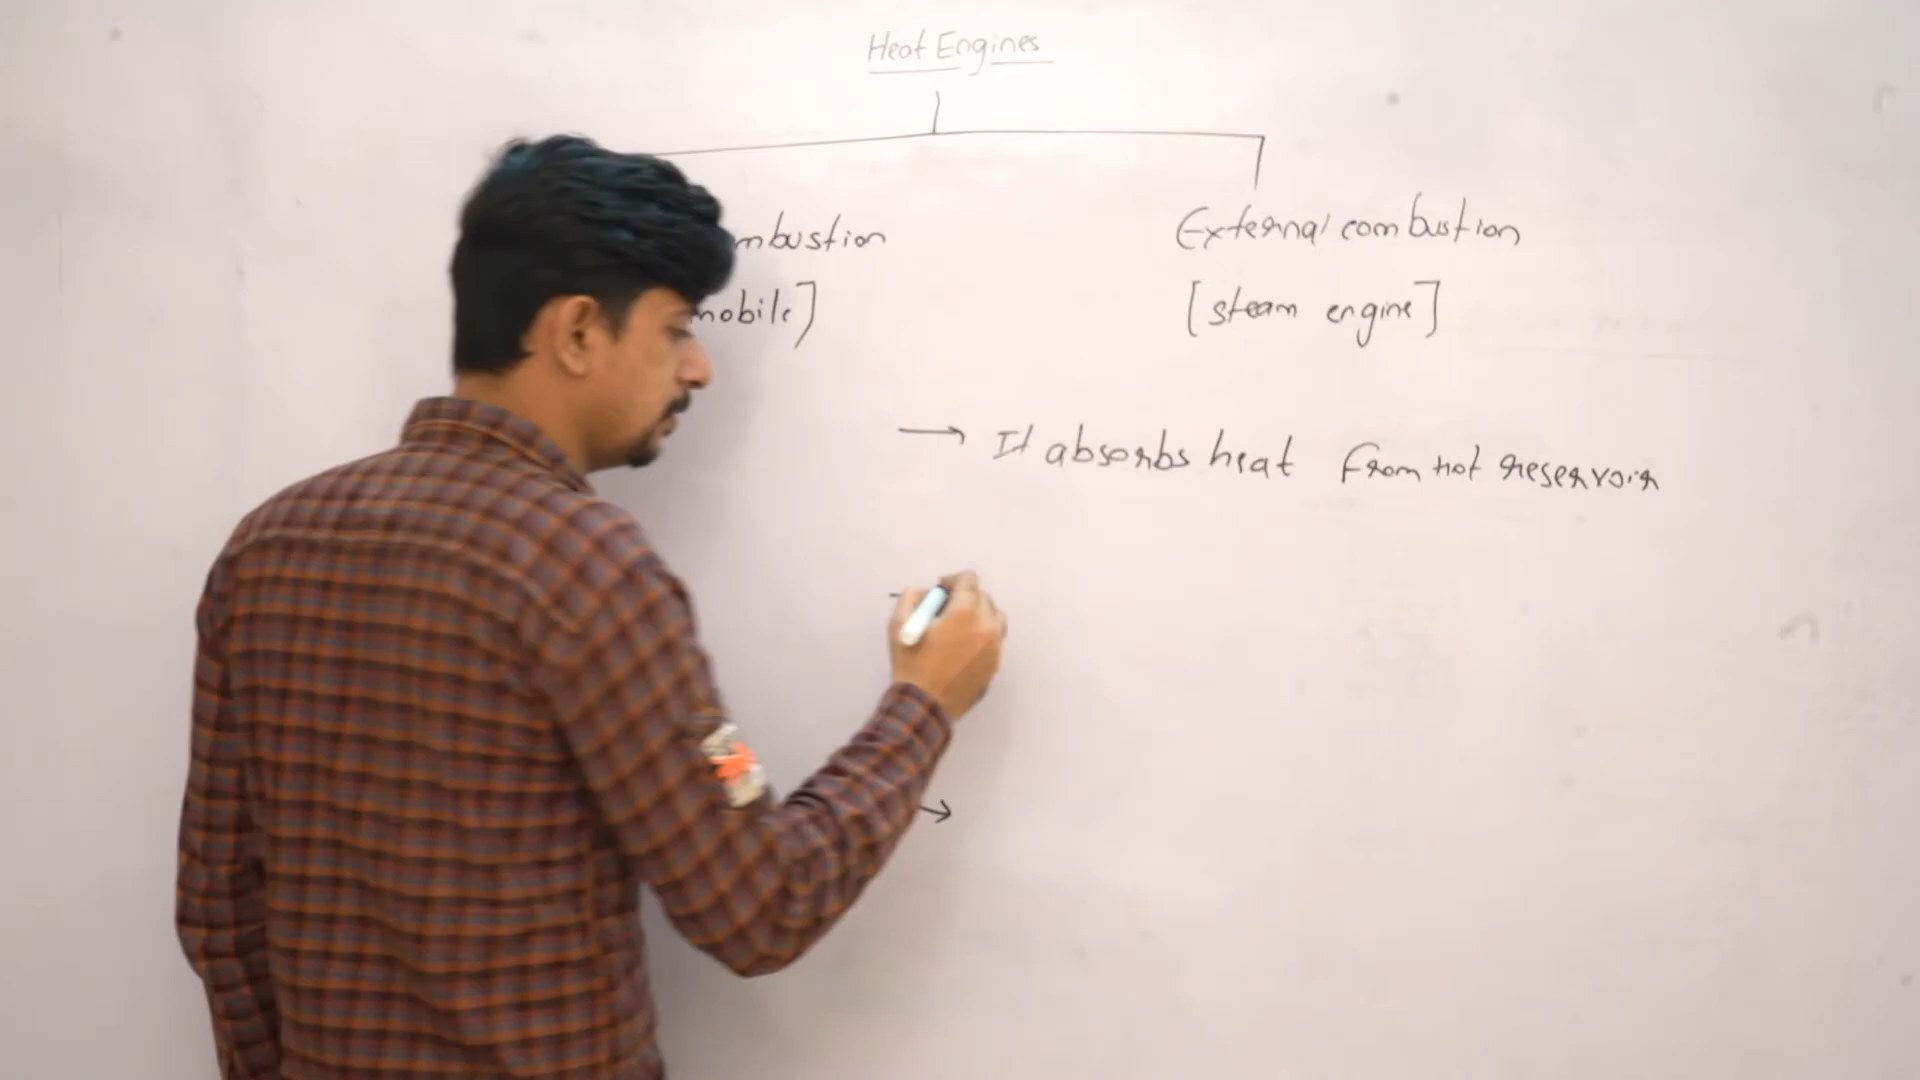 Heat Engines
mbustion External combustion
mobile] [steam engine]
→ It absorbs heat from hot reservoir
→